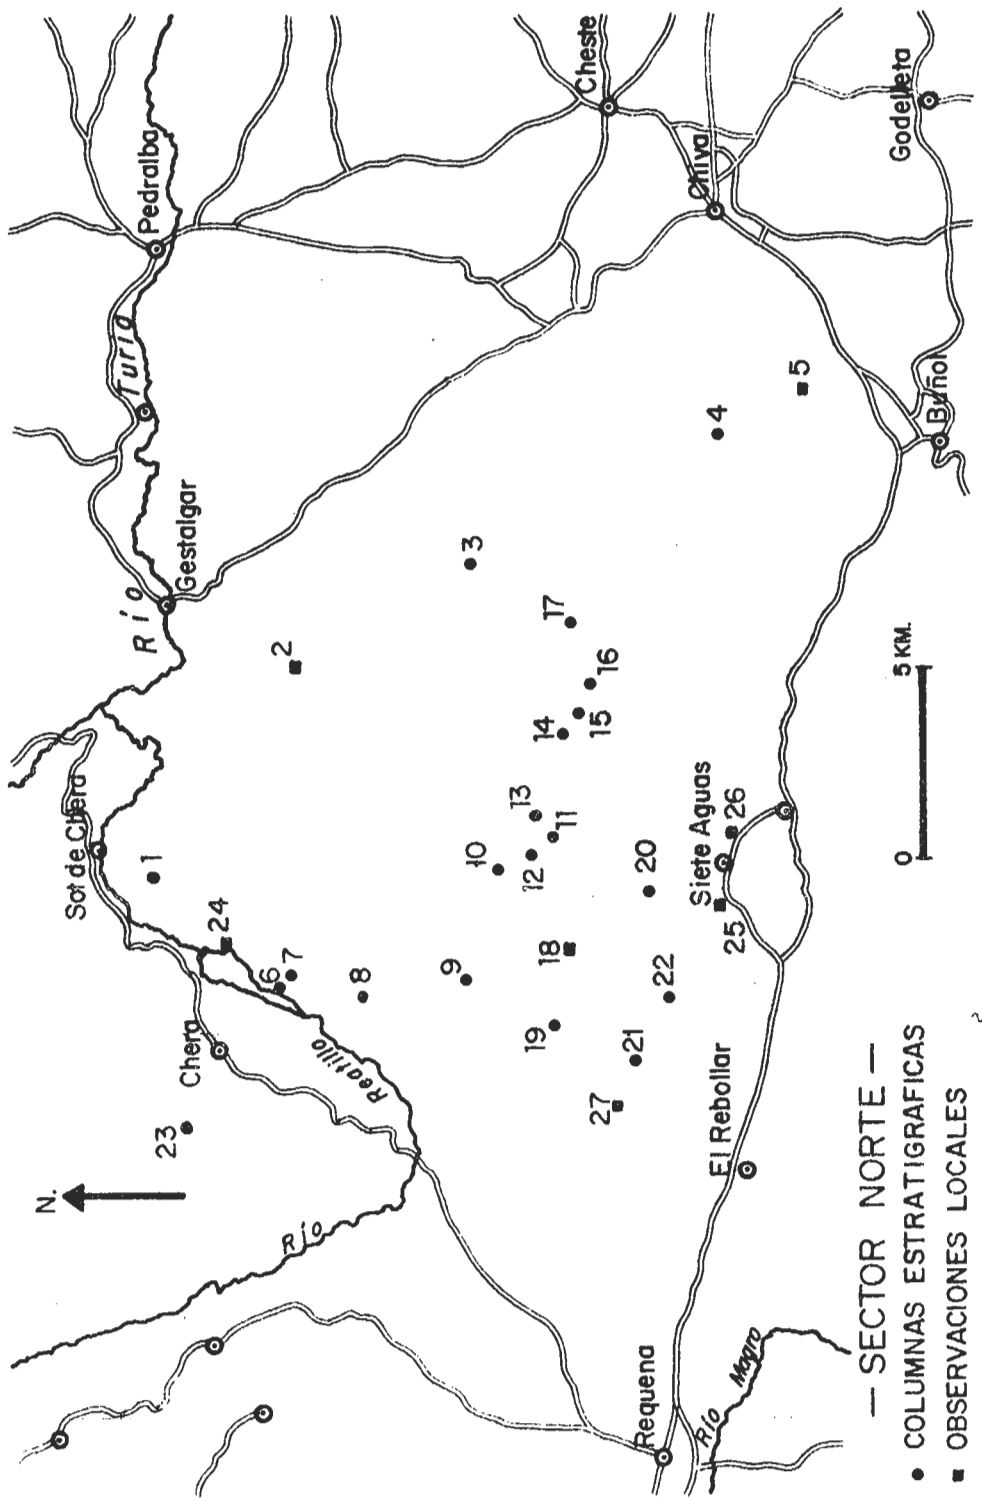 N.
Pedralba
Turia
Gestalgar
Río
Sot de Chera
Chera
Reatillo
Río
Cheste
Chiva
Godelleta
Buñol
Siete Aguas
El Rebollar
Requena
Río Magro
1
2
3
4
5
6
7
8
9
10
11
12
13
14
15
16
17
18
19
20
21
22
23
24
25
26
27
0 5 KM.
— SECTOR NORTE —
COLUMNAS ESTRATIGRAFICAS
OBSERVACIONES LOCALES